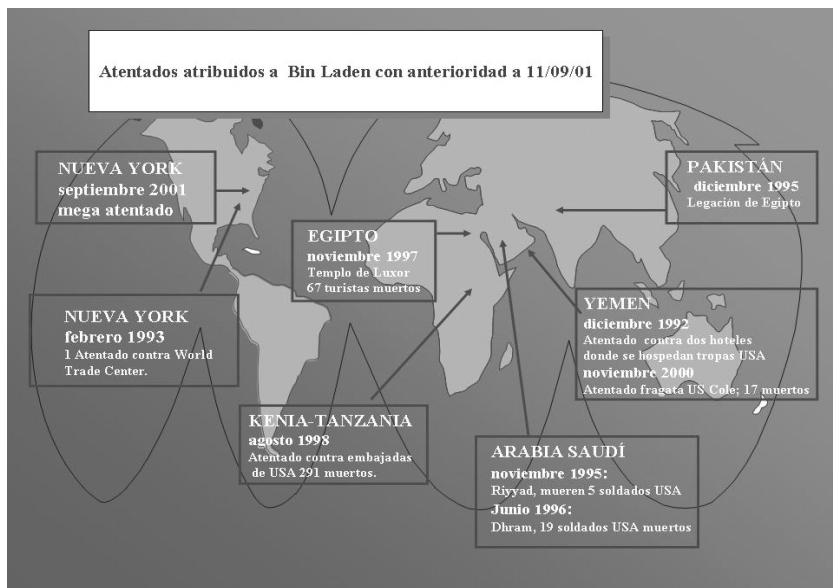 Atentados atribuidos a Bin Laden con anterioridad a 11/09/01
NUEVA YORK
septiembre 2001
mega atentado
PAKISTÁN
diciembre 1995
Legación de Egipto
EGIPTO
noviembre 1997
Templo de Luxor
67 turistas muertos
NUEVA YORK
febrero 1993
1 Atentado contra World
Trade Center.
YEMEN
diciembre 1992
Atentado contra dos hoteles
donde se hospedan tropas USA
noviembre 2000
Atentado fragata US Cole; 17 muertos
KENIA-TANZANIA
agosto 1998
Atentado contra embajadas
de USA 291 muertos.
ARABIA SAUDÍ
noviembre 1995:
Riyyad, mueren 5 soldados USA
Junio 1996:
Dhram, 19 soldados USA muertos